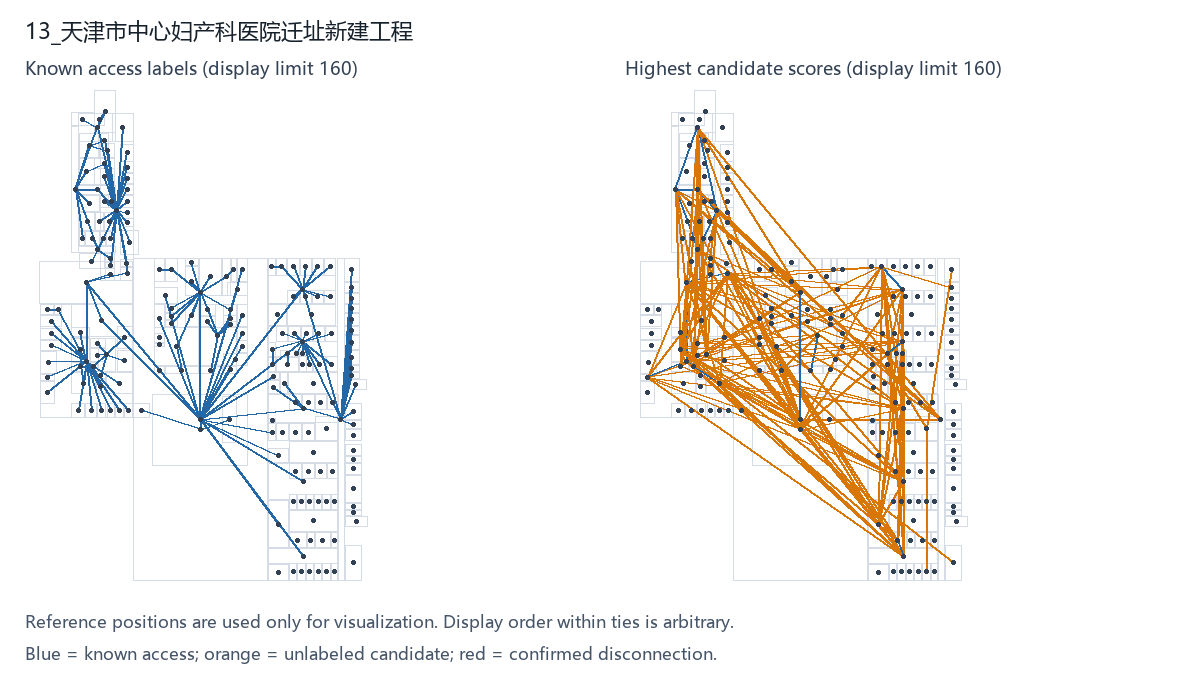 13_天津市中心妇产科医院迁址新建工程
Known access labels (display limit 160)
Highest candidate scores (display limit 160)
Reference positions are used only for visualization. Display order within ties is arbitrary.
Blue = known access; orange = unlabeled candidate; red = confirmed disconnection.